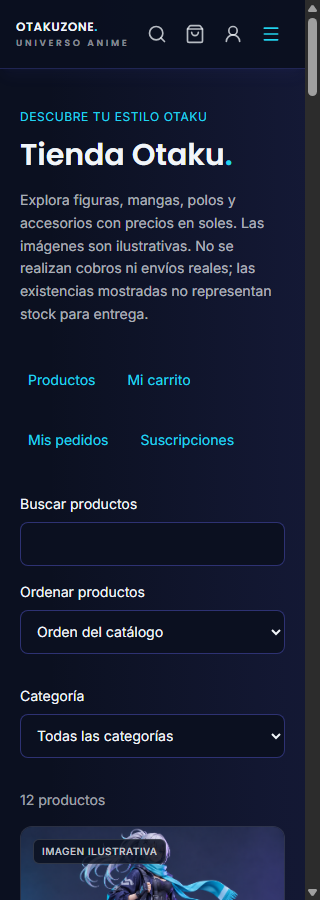 OTAKUZONE.
UNIVERSO ANIME
DESCUBRE TU ESTILO OTAKU
Tienda Otaku.
Explora figuras, mangas, polos y
accesorios con precios en soles. Las
imágenes son ilustrativas. No se
realizan cobros ni envíos reales; las
existencias mostradas no representan
stock para entrega.
Productos
Mi carrito
Mis pedidos
Suscripciones
Buscar productos
Ordenar productos
Orden del catálogo
Categoría
Todas las categorías
12 productos
IMAGEN ILUSTRATIVA